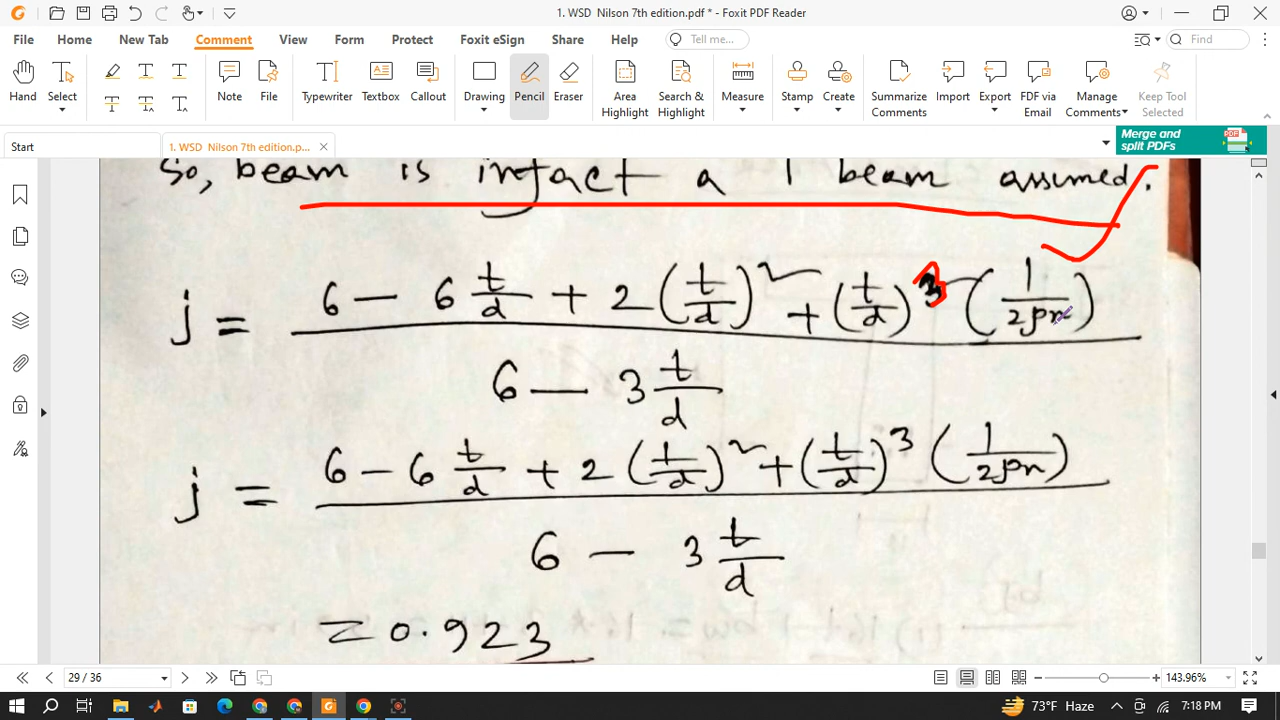 1. WSD Nilson 7th edition.pdf * - Foxit PDF Reader
File Home New Tab Comment View Form Protect Foxit eSign Share Help Tell me... Find
Hand Select Note File Typewriter Textbox Callout Drawing Pencil Eraser Area Highlight Search & Highlight Measure Stamp Create Summarize Comments Import Export FDF via Email Manage Comments Keep Tool Selected
Start 1. WSD Nilson 7th edition.p... Merge and split PDFs
So, beam is infact a T beam assumed.
j = 6 - 6 t/d + 2 (t/d)² + (t/d)³ (1/2pn)
6 - 3 t/d
j = 6 - 6 t/d + 2 (t/d)² + (t/d)³ (1/2pn)
6 - 3 t/d
= 0.923
29 / 36 143.96%
73°F Haze 7:18 PM